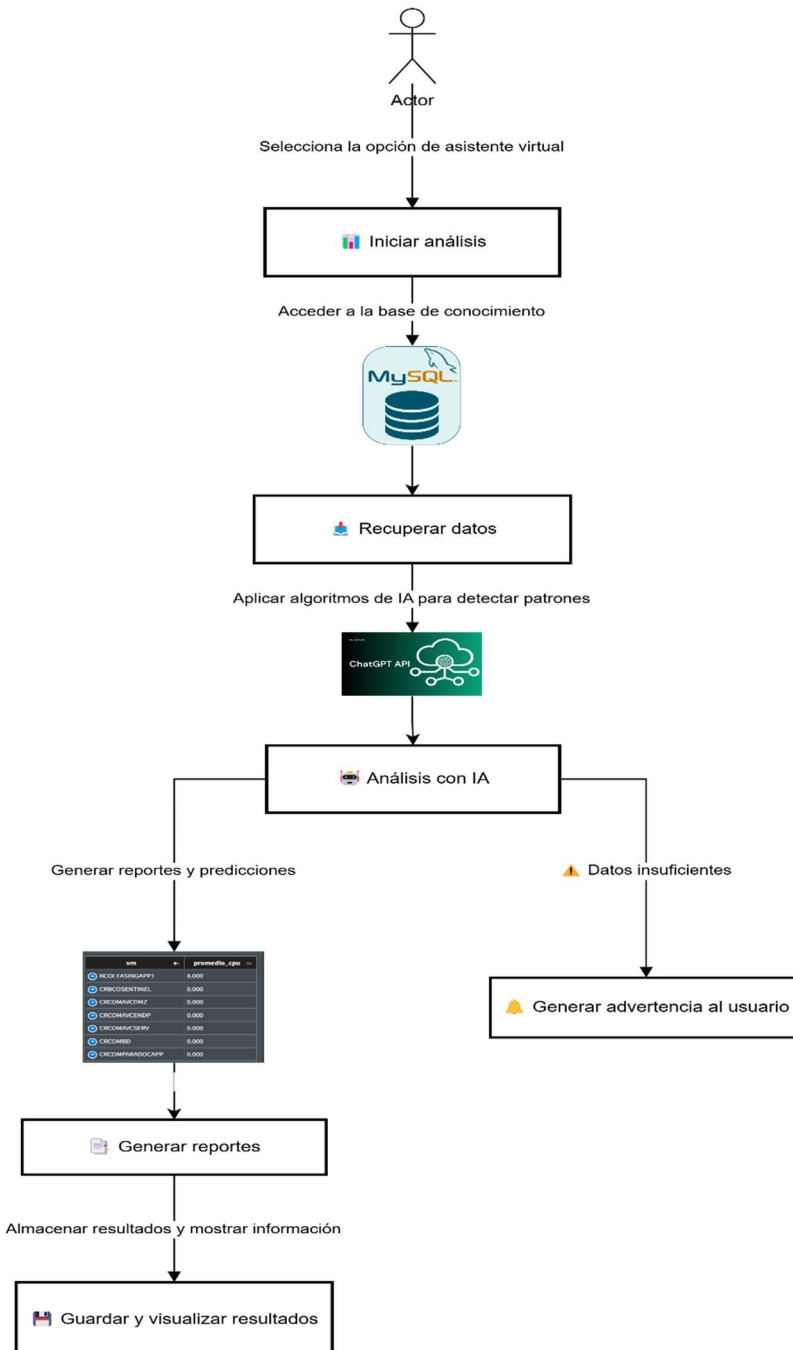 Actor
Selecciona la opción de asistente virtual
Iniciar análisis
Acceder a la base de conocimiento
MySQL
Recuperar datos
Aplicar algoritmos de IA para detectar patrones
ChatGPT API
Análisis con IA
Generar reportes y predicciones
Datos insuficientes
vm promedio_cpu
8.000
CRBCOSENTINEL 0.000
CRCOMAVCDMZ 0.000
CRCOMAVCENDP 0.000
CRCOMAVCSERV 0.000
CRCOMBD 0.000
CRCOMPARADOCAPP 0.000
Generar advertencia al usuario
Generar reportes
Almacenar resultados y mostrar información
Guardar y visualizar resultados